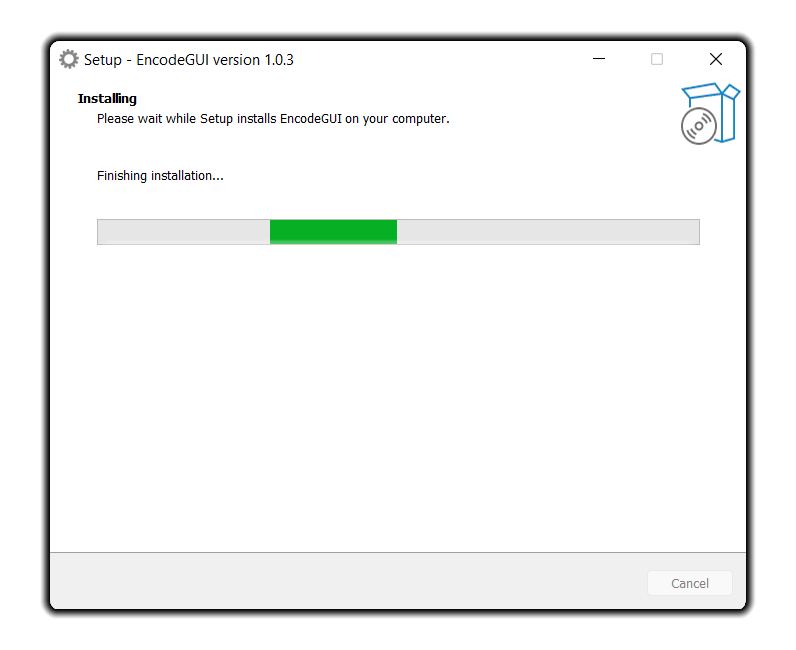 Setup - EncodeGUI version 1.0.3
Installing
Please wait while Setup installs EncodeGUI on your computer.
Finishing installation...
Cancel